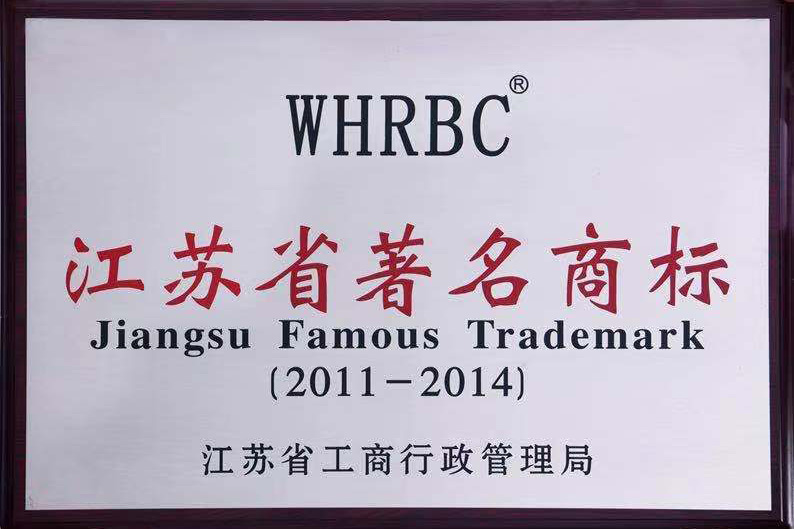 WHRBC®
江苏省著名商标
Jiangsu Famous Trademark
(2011-2014)
江苏省工商行政管理局